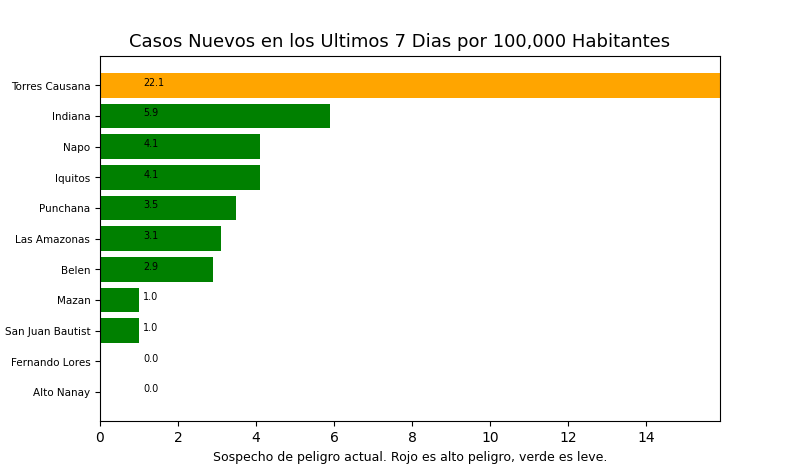 Casos Nuevos en los Ultimos 7 Dias por 100,000 Habitantes
Torres Causana 22.1
Indiana 5.9
Napo 4.1
Iquitos 4.1
Punchana 3.5
Las Amazonas 3.1
Belen 2.9
Mazan 1.0
San Juan Bautist 1.0
Fernando Lores 0.0
Alto Nanay 0.0
0 2 4 6 8 10 12 14
Sospecho de peligro actual. Rojo es alto peligro, verde es leve.